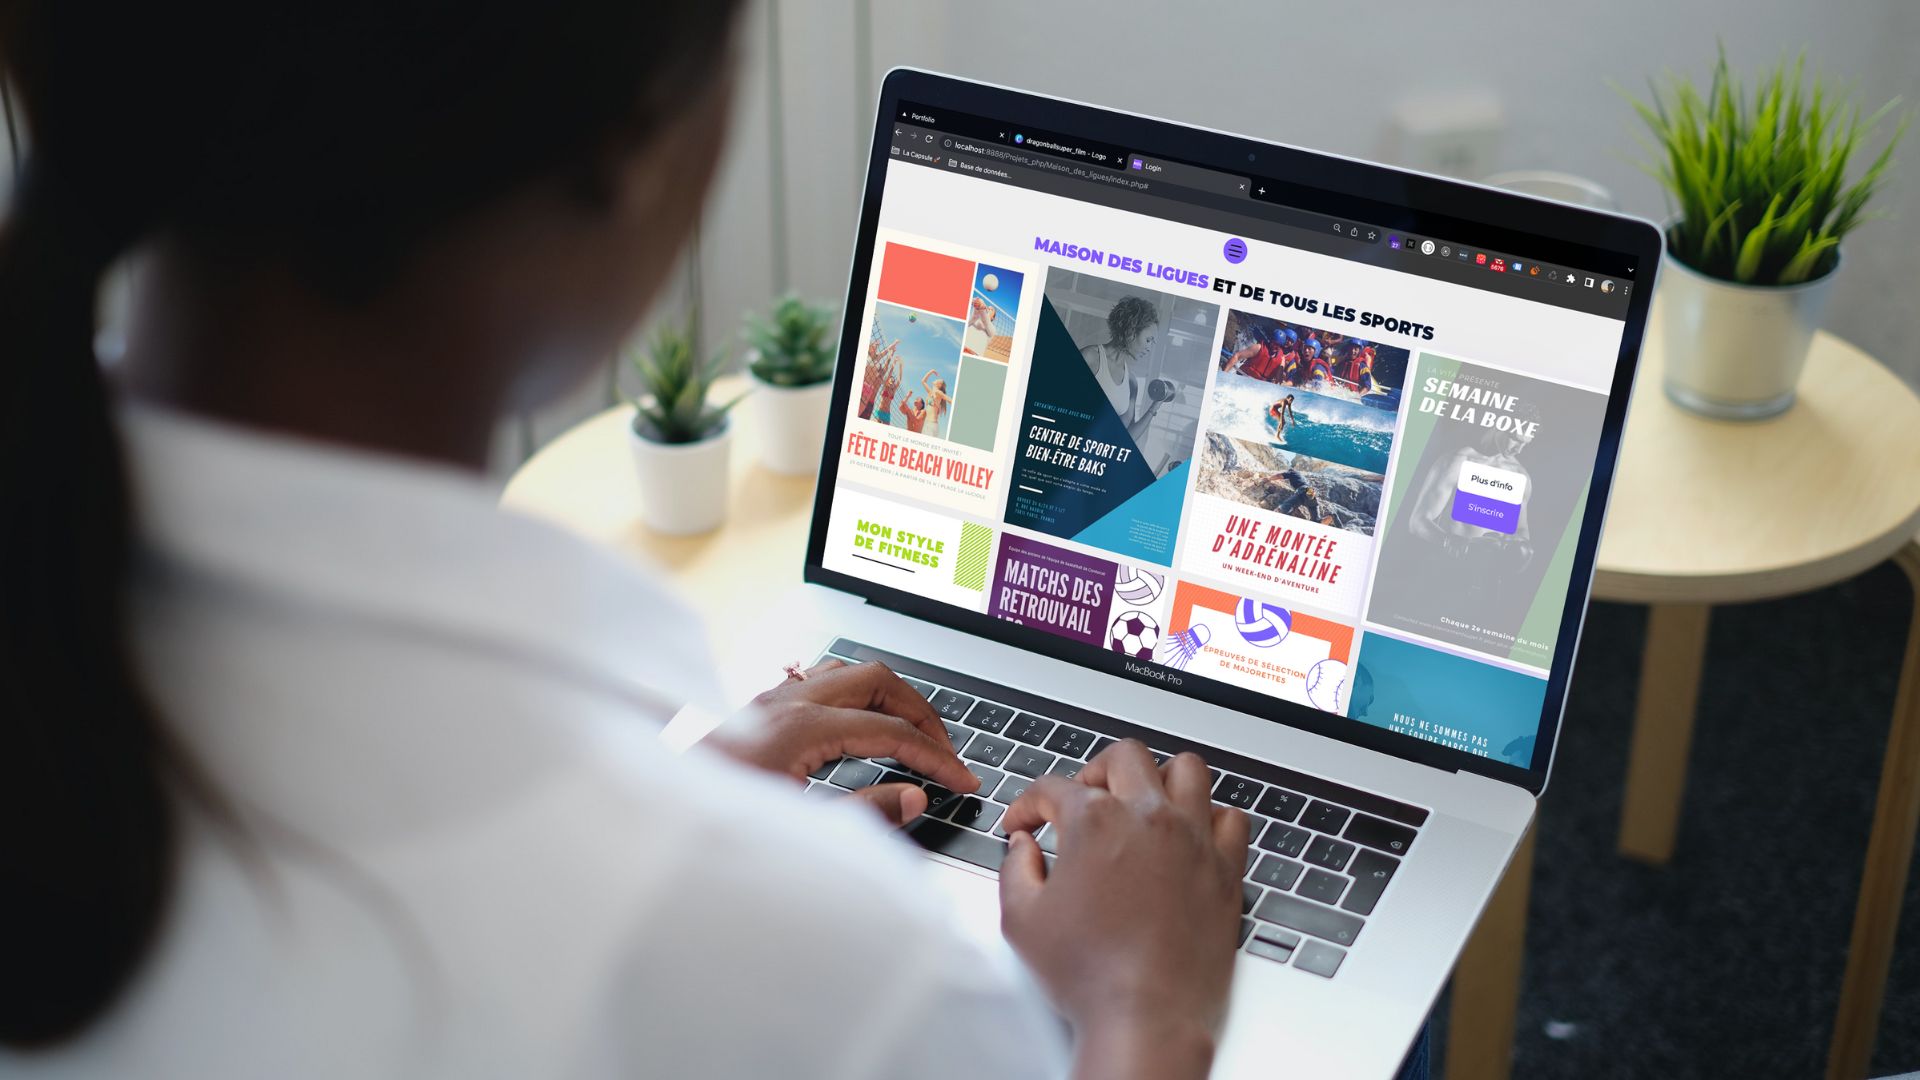 Portfolio
dragonballsuper_film - Logo
Login
localhost:8888/Projets_php/Maison_des_ligues/index.php#
La Capsule
Base de données...
MAISON DES LIGUES ET DE TOUS LES SPORTS
TOUT LE MONDE EST INVITÉ!
FÊTE DE BEACH VOLLEY
CENTRE DE SPORT ET
BIEN-ÊTRE BAKS
UNE MONTÉE
D'ADRÉNALINE
UN WEEK-END D'AVENTURE
LA VITA PRÉSENTE
SEMAINE
DE LA BOXE
Plus d'info
S'inscrire
Chaque 2e semaine du mois
MON STYLE
DE FITNESS
MATCHS DES
RETROUVAIL
ÉPREUVES DE SÉLECTION
DE MAJORETTES
NOUS NE SOMMES PAS
UNE ÉQUIPE PARCE QUE
MacBook Pro